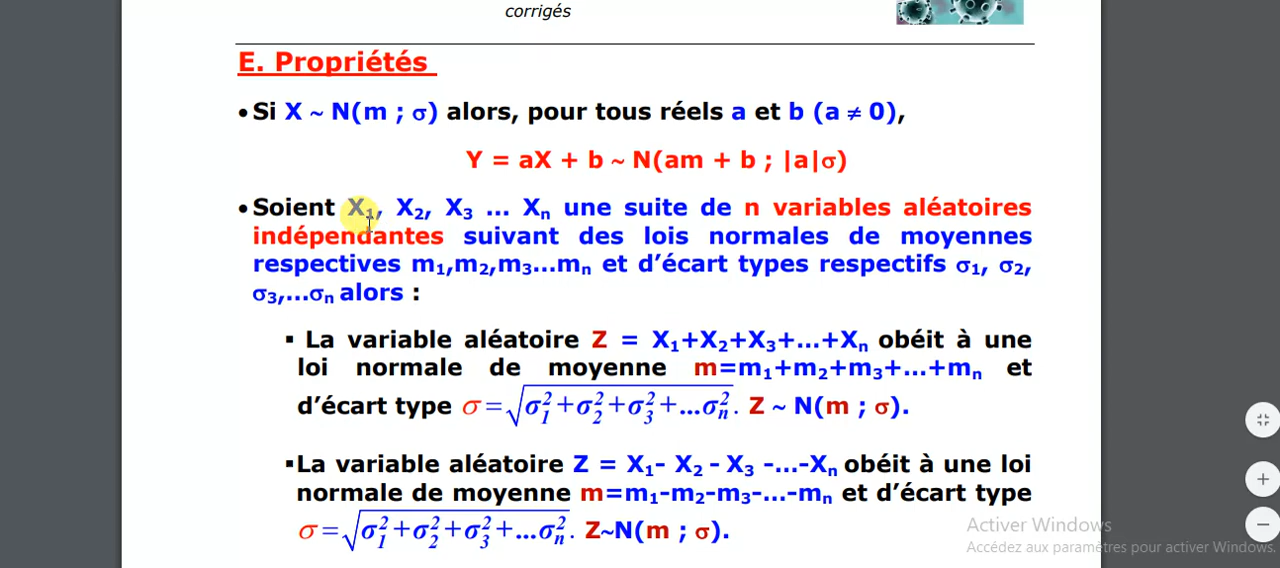 corrigés
E. Propriétés
• Si X ~ N(m ; σ) alors, pour tous réels a et b (a ≠ 0),
Y = aX + b ~ N(am + b ; |a|σ)
• Soient X₁, X₂, X₃ ... Xₙ une suite de n variables aléatoires
indépendantes suivant des lois normales de moyennes
respectives m₁,m₂,m₃...mₙ et d’écart types respectifs σ₁, σ₂,
σ₃,...σₙ alors :
▪ La variable aléatoire Z = X₁+X₂+X₃+...+Xₙ obéit à une
loi normale de moyenne m=m₁+m₂+m₃+...+mₙ et
d’écart type σ=√(σ₁²+σ₂²+σ₃²+...σₙ²). Z ~ N(m ; σ).
▪La variable aléatoire Z = X₁- X₂ - X₃ -...-Xₙ obéit à une loi
normale de moyenne m=m₁-m₂-m₃-...-mₙ et d’écart type
σ=√(σ₁²+σ₂²+σ₃²+...σₙ²). Z~N(m ; σ).
Activer Windows
Accédez aux paramètres pour activer Windows.